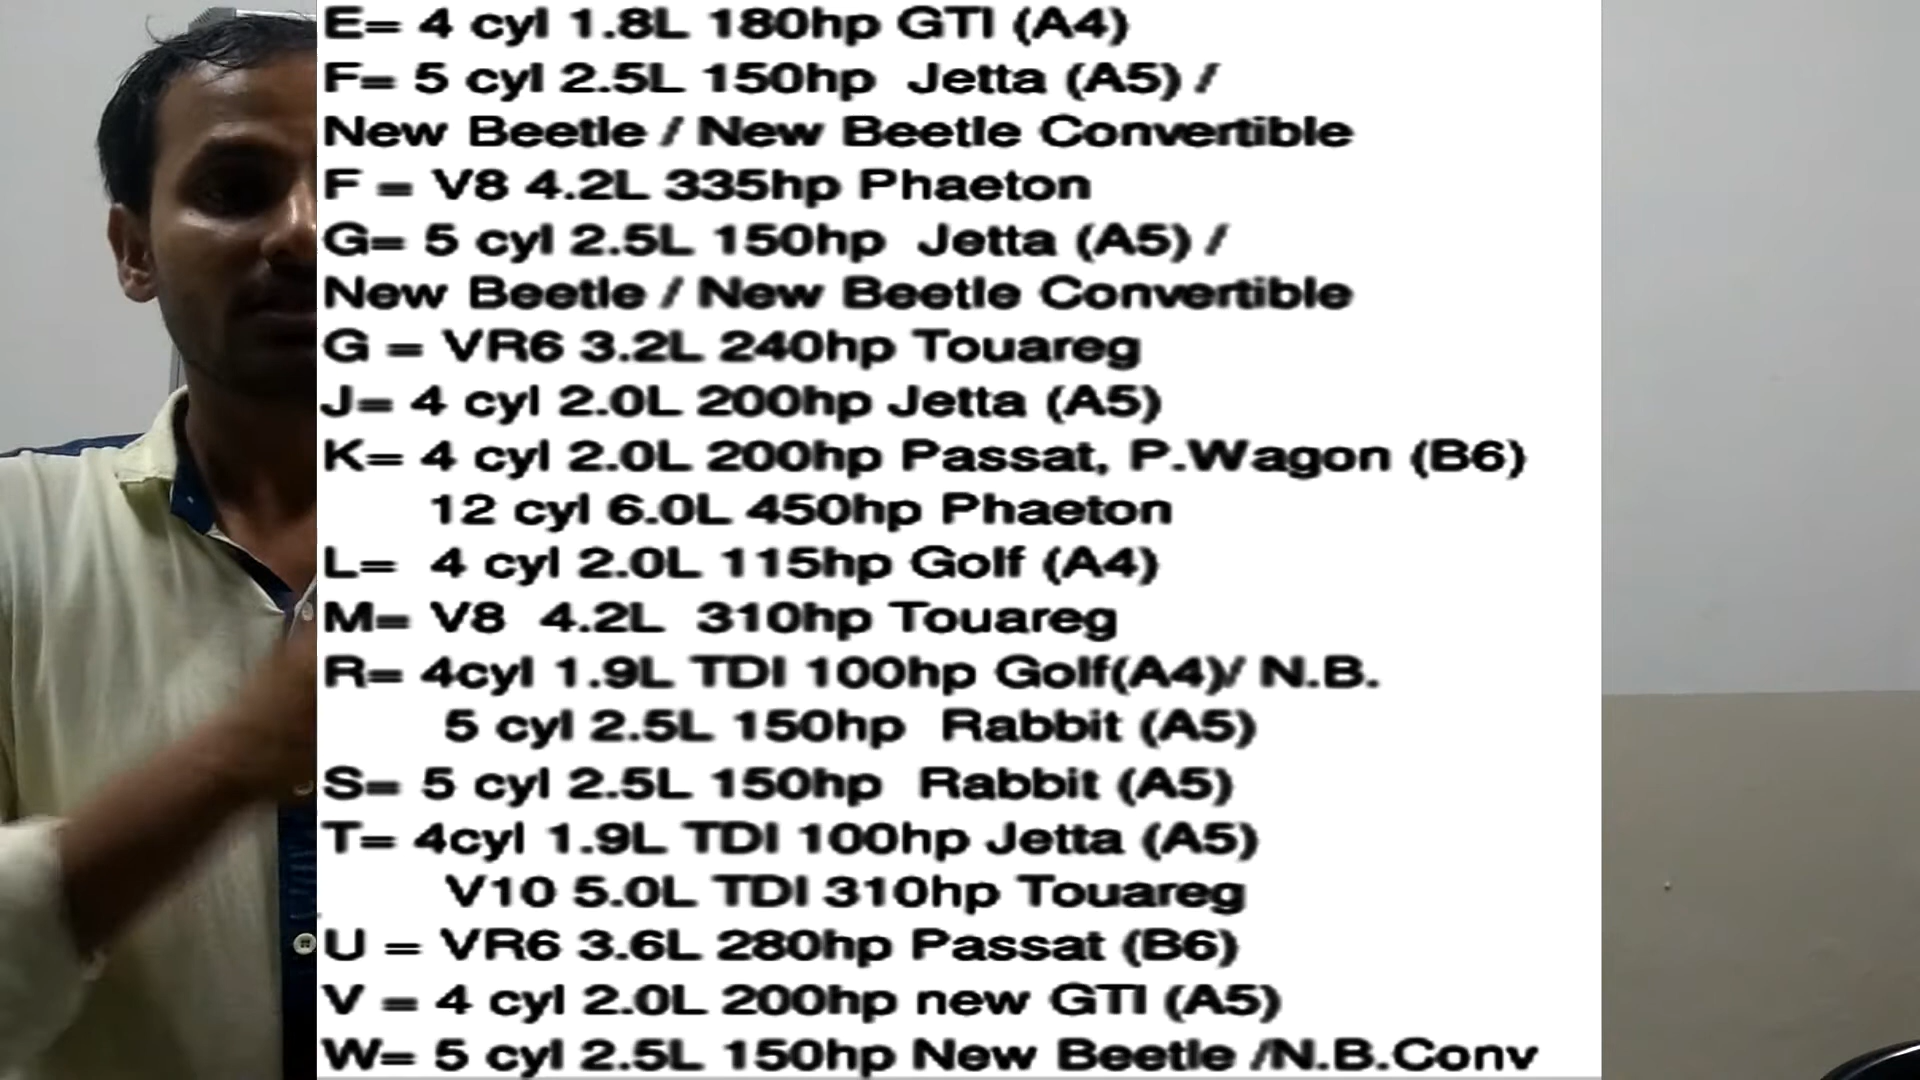 E= 4 cyl 1.8L 180hp GTI (A4)
F= 5 cyl 2.5L 150hp Jetta (A5) /
New Beetle / New Beetle Convertible
F = V8 4.2L 335hp Phaeton
G= 5 cyl 2.5L 150hp Jetta (A5) /
New Beetle / New Beetle Convertible
G = VR6 3.2L 240hp Touareg
J= 4 cyl 2.0L 200hp Jetta (A5)
K= 4 cyl 2.0L 200hp Passat, P.Wagon (B6)
12 cyl 6.0L 450hp Phaeton
L= 4 cyl 2.0L 115hp Golf (A4)
M= V8 4.2L 310hp Touareg
R= 4cyl 1.9L TDI 100hp Golf(A4)/ N.B.
5 cyl 2.5L 150hp Rabbit (A5)
S= 5 cyl 2.5L 150hp Rabbit (A5)
T= 4cyl 1.9L TDI 100hp Jetta (A5)
V10 5.0L TDI 310hp Touareg
U = VR6 3.6L 280hp Passat (B6)
V = 4 cyl 2.0L 200hp new GTI (A5)
W= 5 cyl 2.5L 150hp New Beetle /N.B.Conv